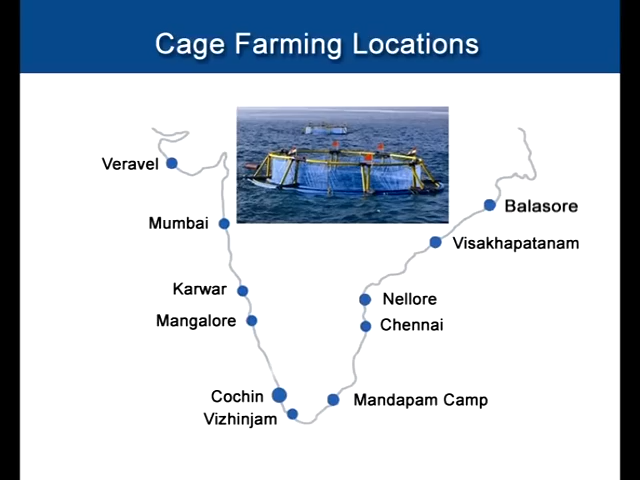 Cage Farming Locations
Veravel
Mumbai
Karwar
Mangalore
Cochin
Vizhinjam
Balasore
Visakhapatanam
Nellore
Chennai
Mandapam Camp